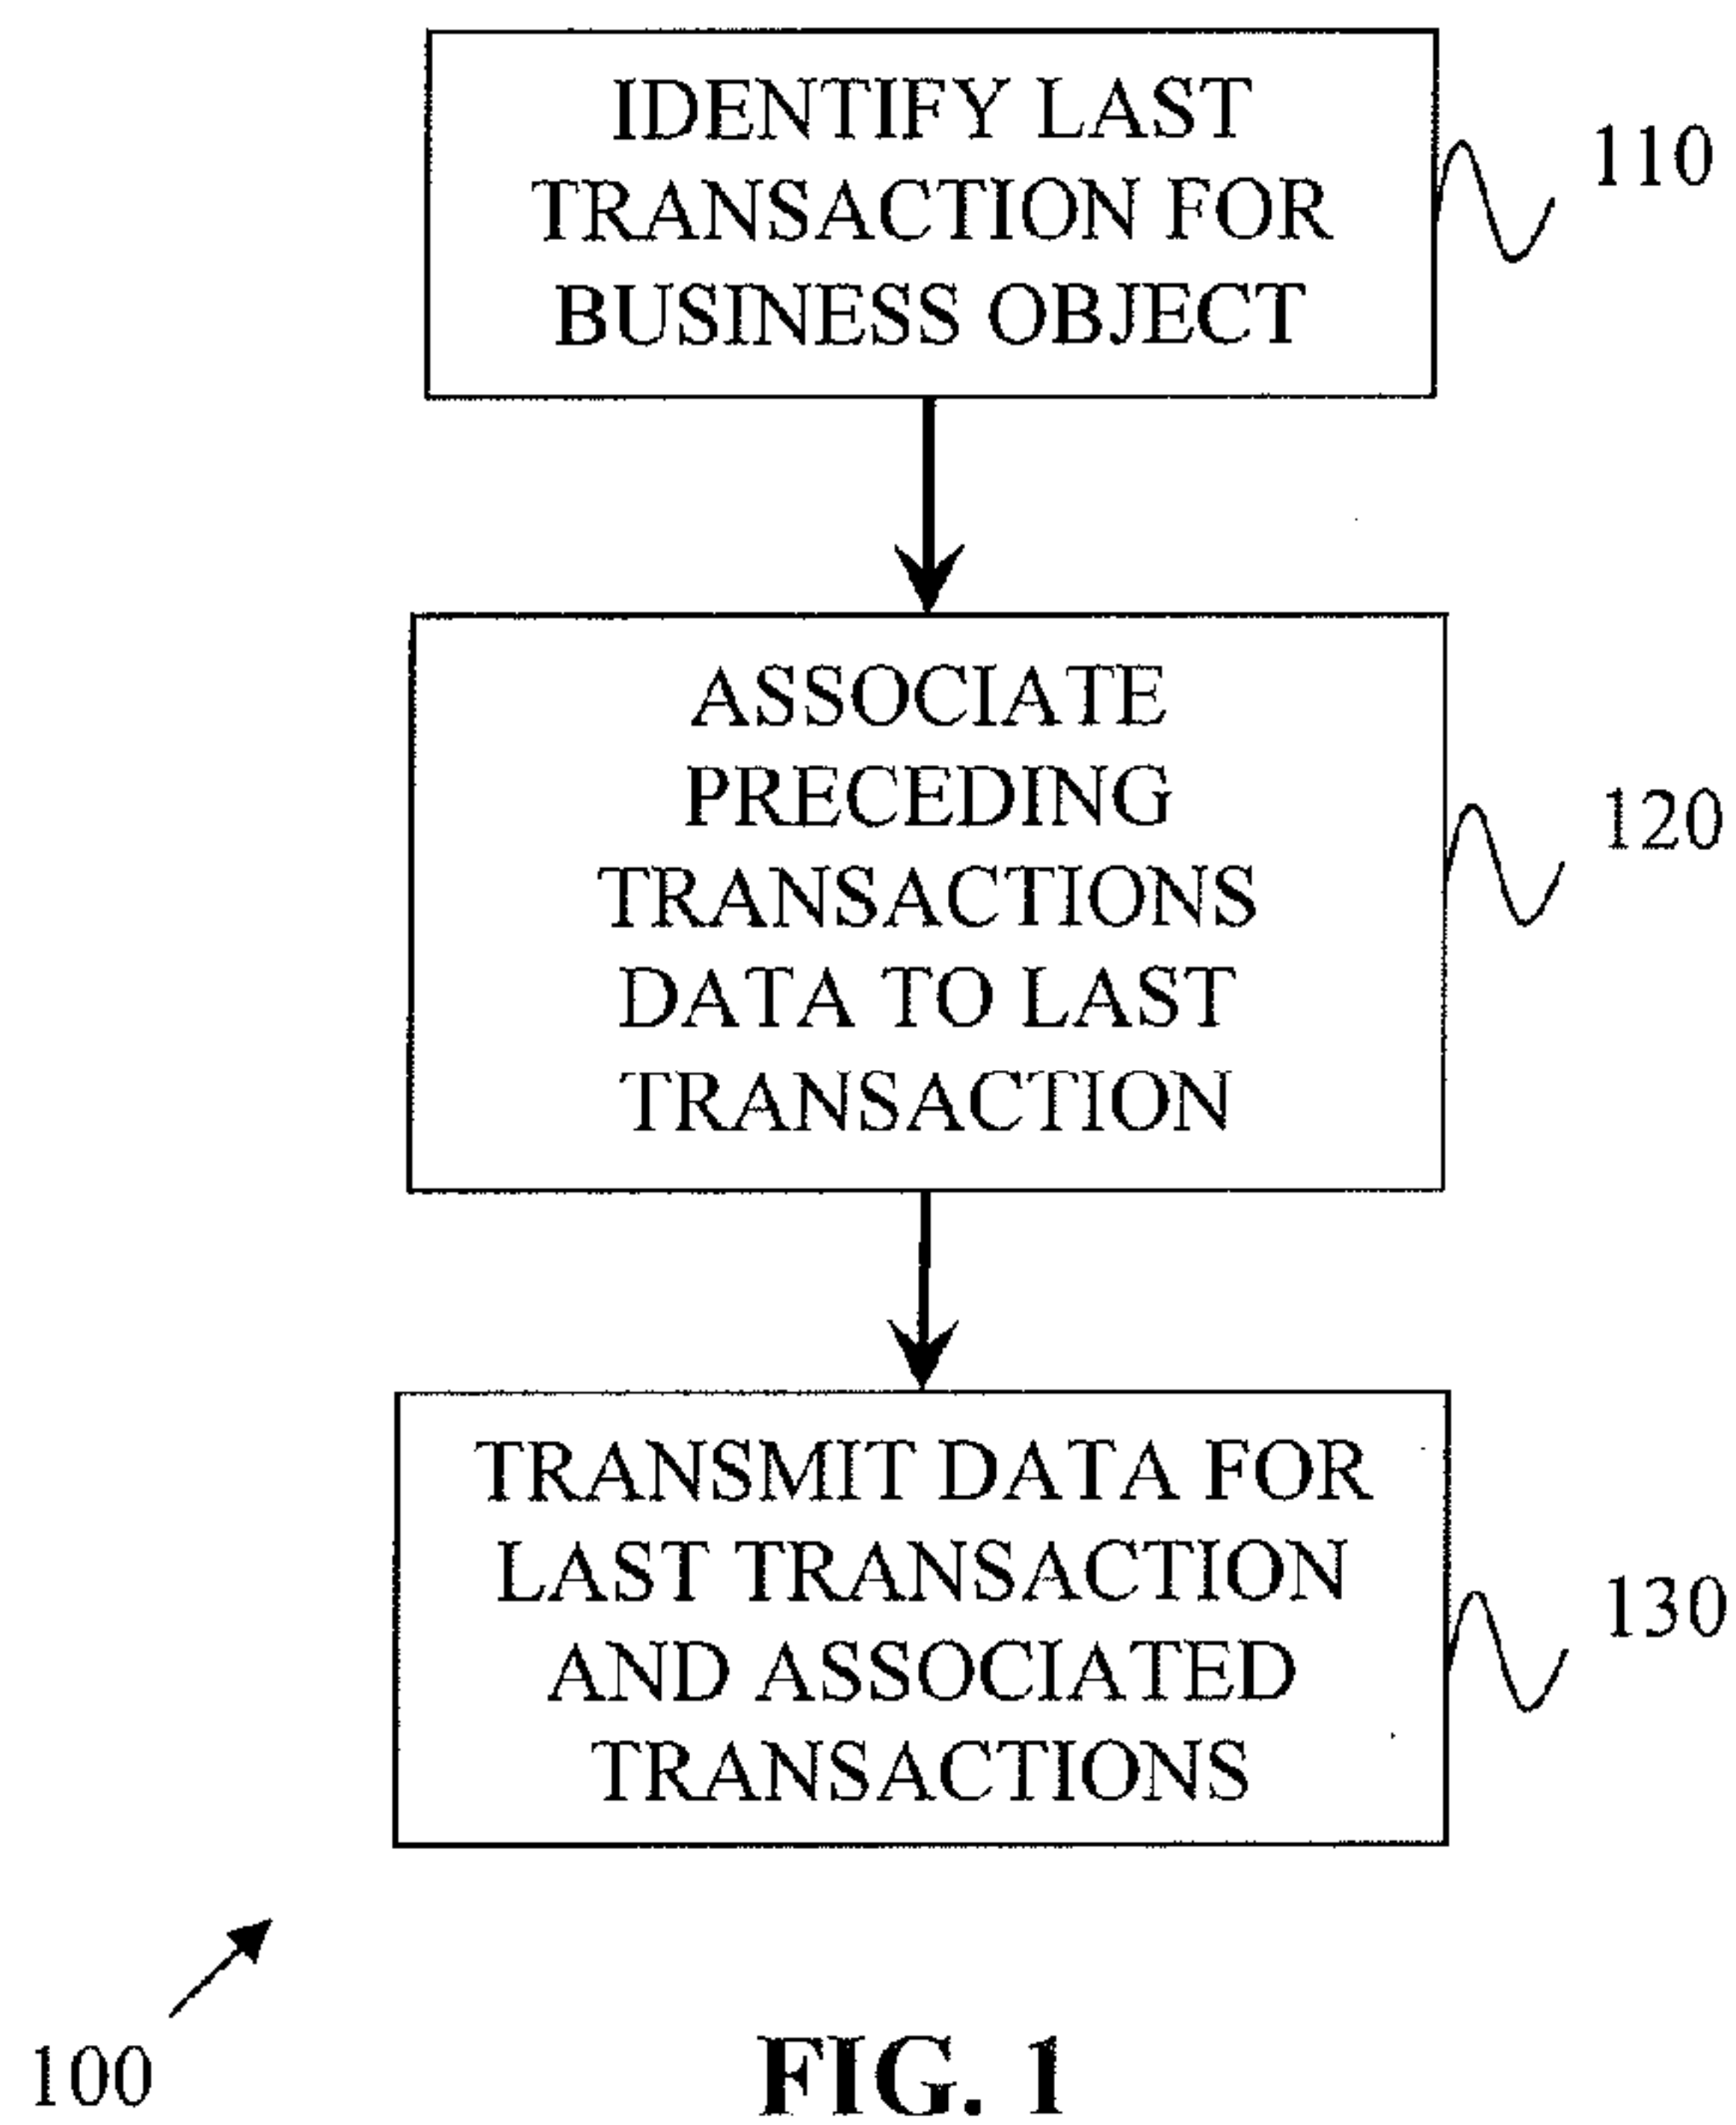 IDENTIFY LAST
TRANSACTION FOR
BUSINESS OBJECT
110
ASSOCIATE
PRECEDING
TRANSACTIONS
DATA TO LAST
TRANSACTION
120
TRANSMIT DATA FOR
LAST TRANSACTION
AND ASSOCIATED
TRANSACTIONS
130
100
FIG. 1